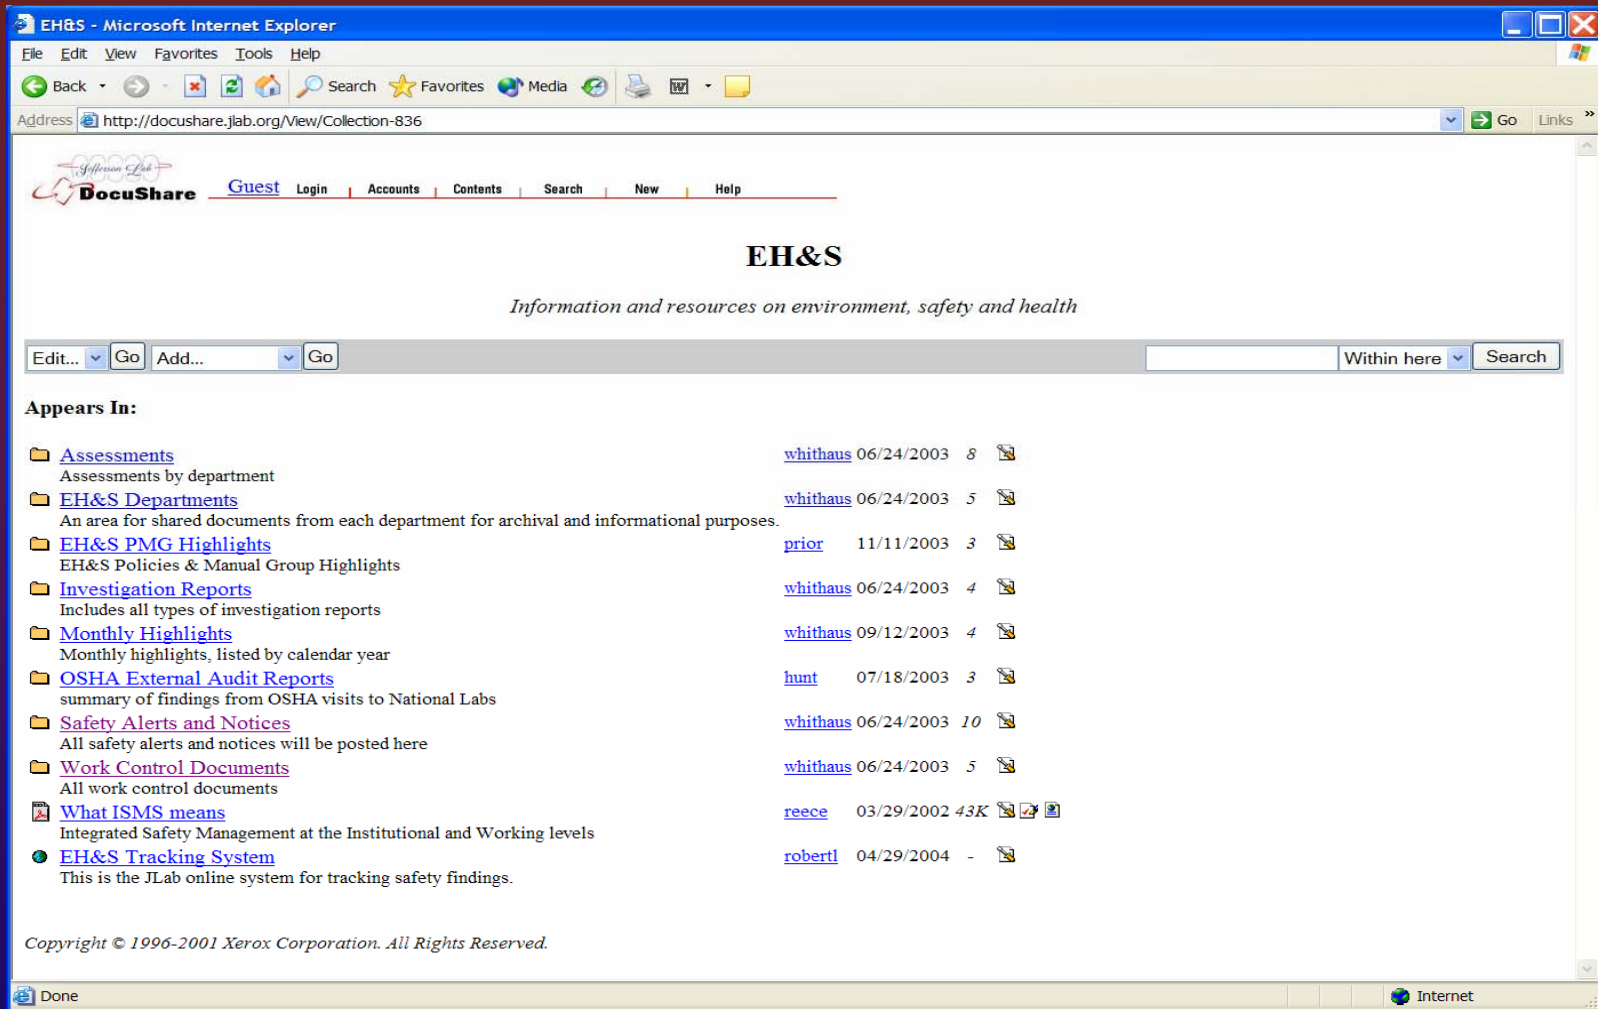 EH&S - Microsoft Internet Explorer
File Edit View Favorites Tools Help
Back Search Favorites Media
Address http://docushare.jlab.org/View/Collection-836 Go Links »
Jefferson Lab
DocuShare Guest Login Accounts Contents Search New Help
EH&S
Information and resources on environment, safety and health
Edit... Go Add... Go Within here Search
Appears In:
Assessments whithaus 06/24/2003 8
Assessments by department
EH&S Departments whithaus 06/24/2003 5
An area for shared documents from each department for archival and informational purposes.
EH&S PMG Highlights prior 11/11/2003 3
EH&S Policies & Manual Group Highlights
Investigation Reports whithaus 06/24/2003 4
Includes all types of investigation reports
Monthly Highlights whithaus 09/12/2003 4
Monthly highlights, listed by calendar year
OSHA External Audit Reports hunt 07/18/2003 3
summary of findings from OSHA visits to National Labs
Safety Alerts and Notices whithaus 06/24/2003 10
All safety alerts and notices will be posted here
Work Control Documents whithaus 06/24/2003 5
All work control documents
What ISMS means reece 03/29/2002 43K
Integrated Safety Management at the Institutional and Working levels
EH&S Tracking System robertl 04/29/2004 -
This is the JLab online system for tracking safety findings.
Copyright © 1996-2001 Xerox Corporation. All Rights Reserved.
Done Internet